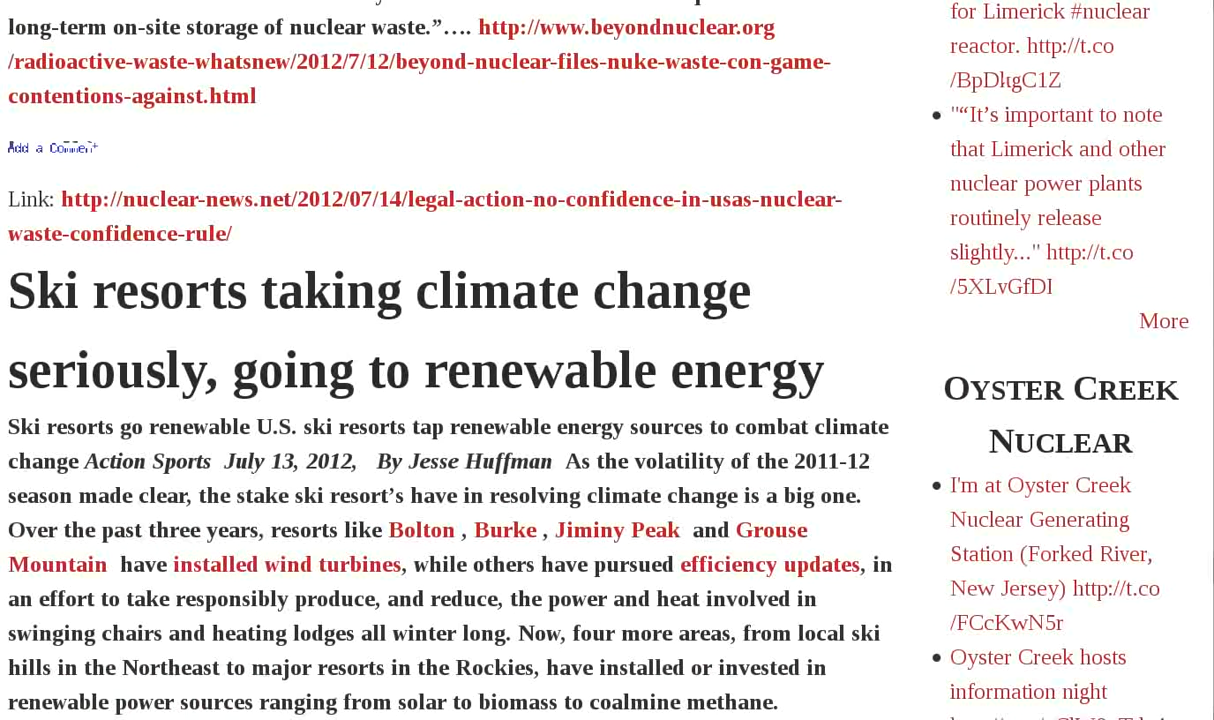 long-term on-site storage of nuclear waste.”…. http://www.beyondnuclear.org
/radioactive-waste-whatsnew/2012/7/12/beyond-nuclear-files-nuke-waste-con-game-
contentions-against.html
Add a Comment
Link: http://nuclear-news.net/2012/07/14/legal-action-no-confidence-in-usas-nuclear-
waste-confidence-rule/
Ski resorts taking climate change
seriously, going to renewable energy
Ski resorts go renewable U.S. ski resorts tap renewable energy sources to combat climate
change Action Sports July 13, 2012, By Jesse Huffman As the volatility of the 2011-12
season made clear, the stake ski resort’s have in resolving climate change is a big one.
Over the past three years, resorts like Bolton , Burke , Jiminy Peak and Grouse
Mountain have installed wind turbines, while others have pursued efficiency updates, in
an effort to take responsibly produce, and reduce, the power and heat involved in
swinging chairs and heating lodges all winter long. Now, four more areas, from local ski
hills in the Northeast to major resorts in the Rockies, have installed or invested in
renewable power sources ranging from solar to biomass to coalmine methane.
for Limerick #nuclear
reactor. http://t.co
"“It’s important to note
that Limerick and other
nuclear power plants
routinely release
slightly..." http://t.co
/5XLvGfDI
More
OYSTER CREEK
NUCLEAR
I'm at Oyster Creek
Nuclear Generating
Station (Forked River,
New Jersey) http://t.co
/FCcKwN5r
Oyster Creek hosts
information night